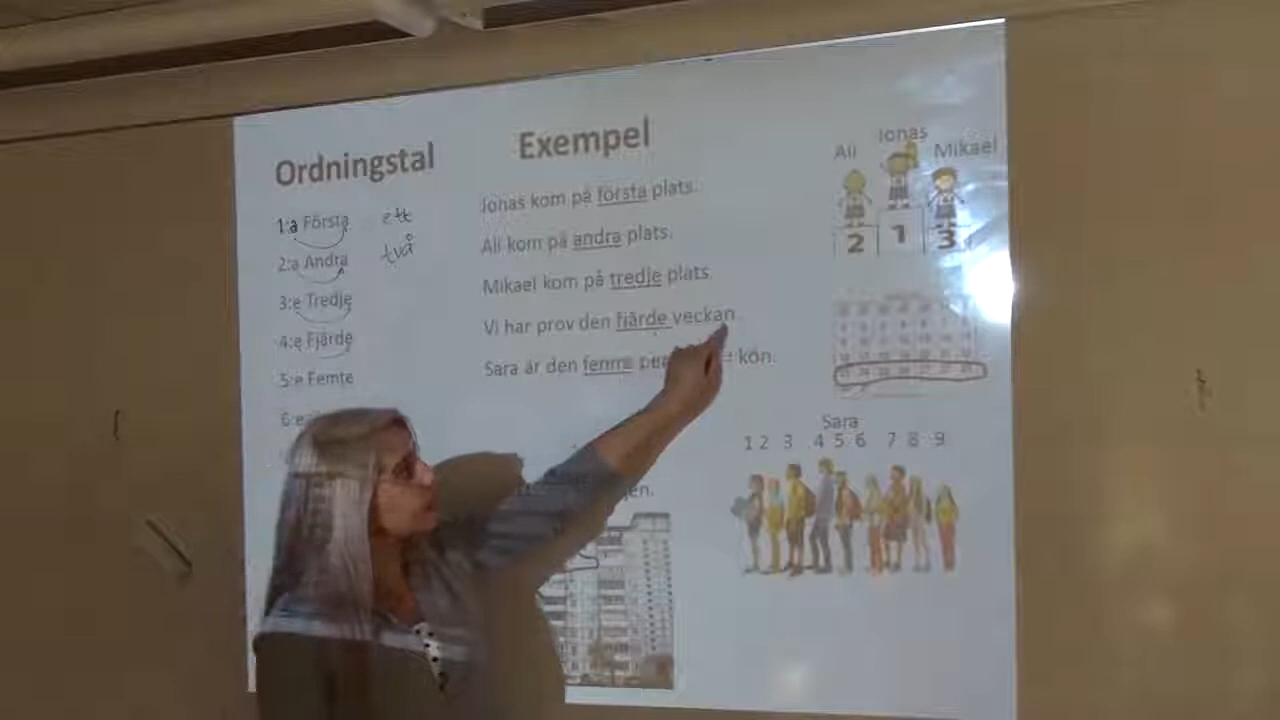 Ordningstal
1:a Första ett
2:a Andra två
3:e Tredje
4:e Fjärde
5:e Femte
6:e
Exempel
Jonas kom på första plats.
Ali kom på andra plats.
Mikael kom på tredje plats.
Vi har prov den fjärde veckan.
Sara är den femte kön.
Jonas
Ali Mikael
2 1 3
Sara
1 2 3 4 5 6 7 8 9